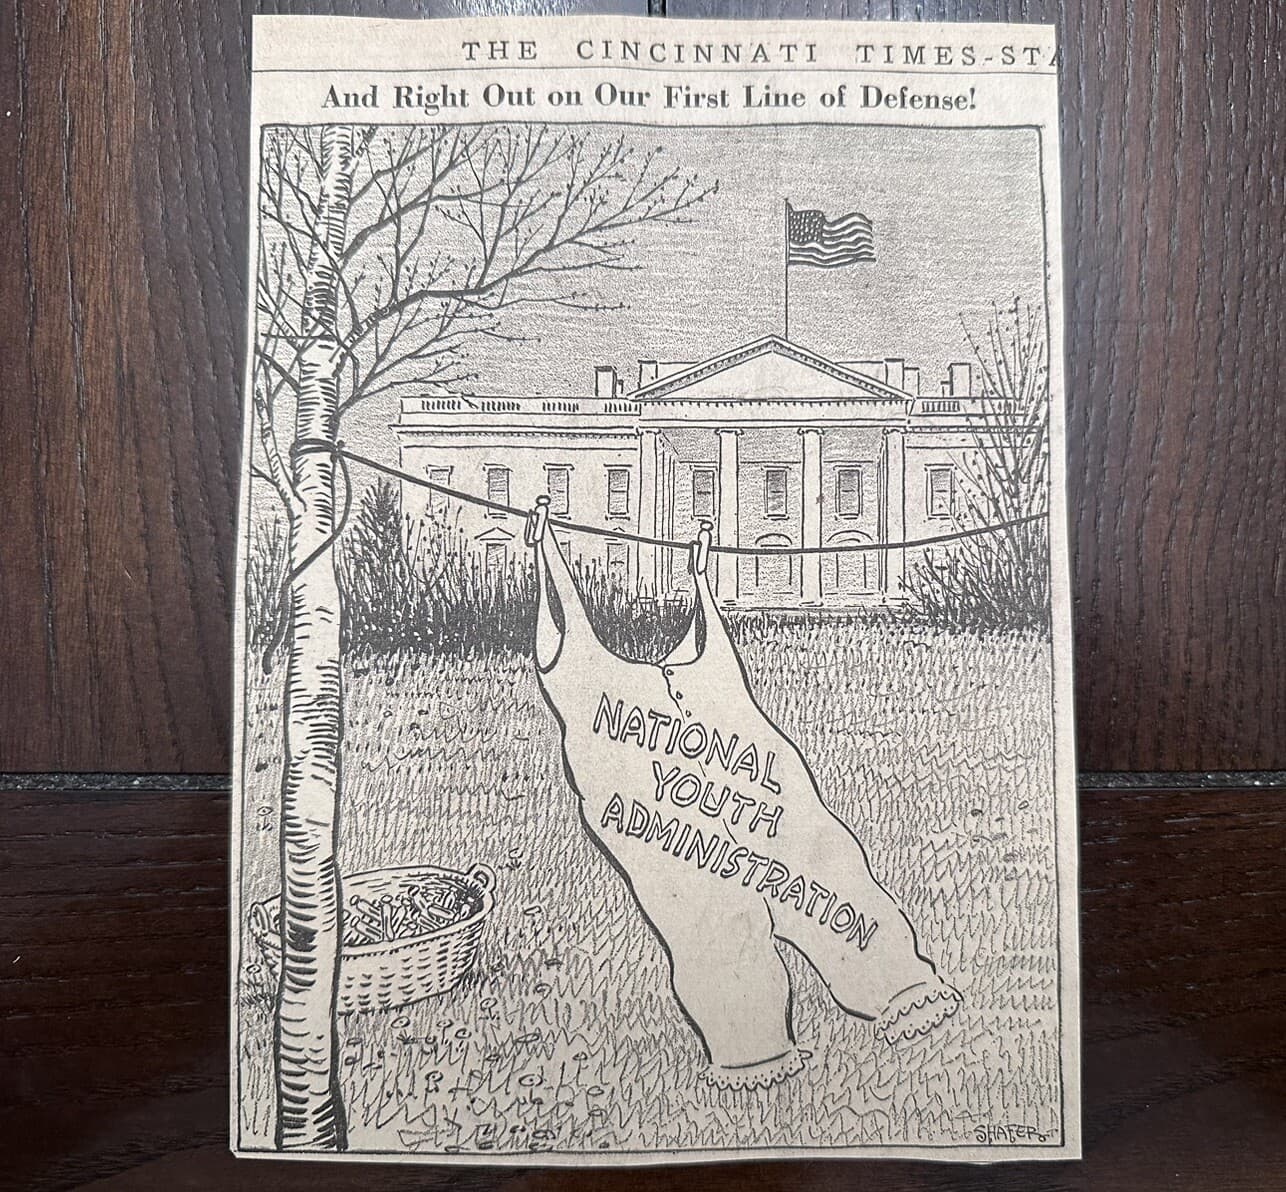 THE CINCINNATI TIMES-STA
And Right Out on Our First Line of Defense!
NATIONAL
YOUTH
ADMINISTRATION
SHAFER